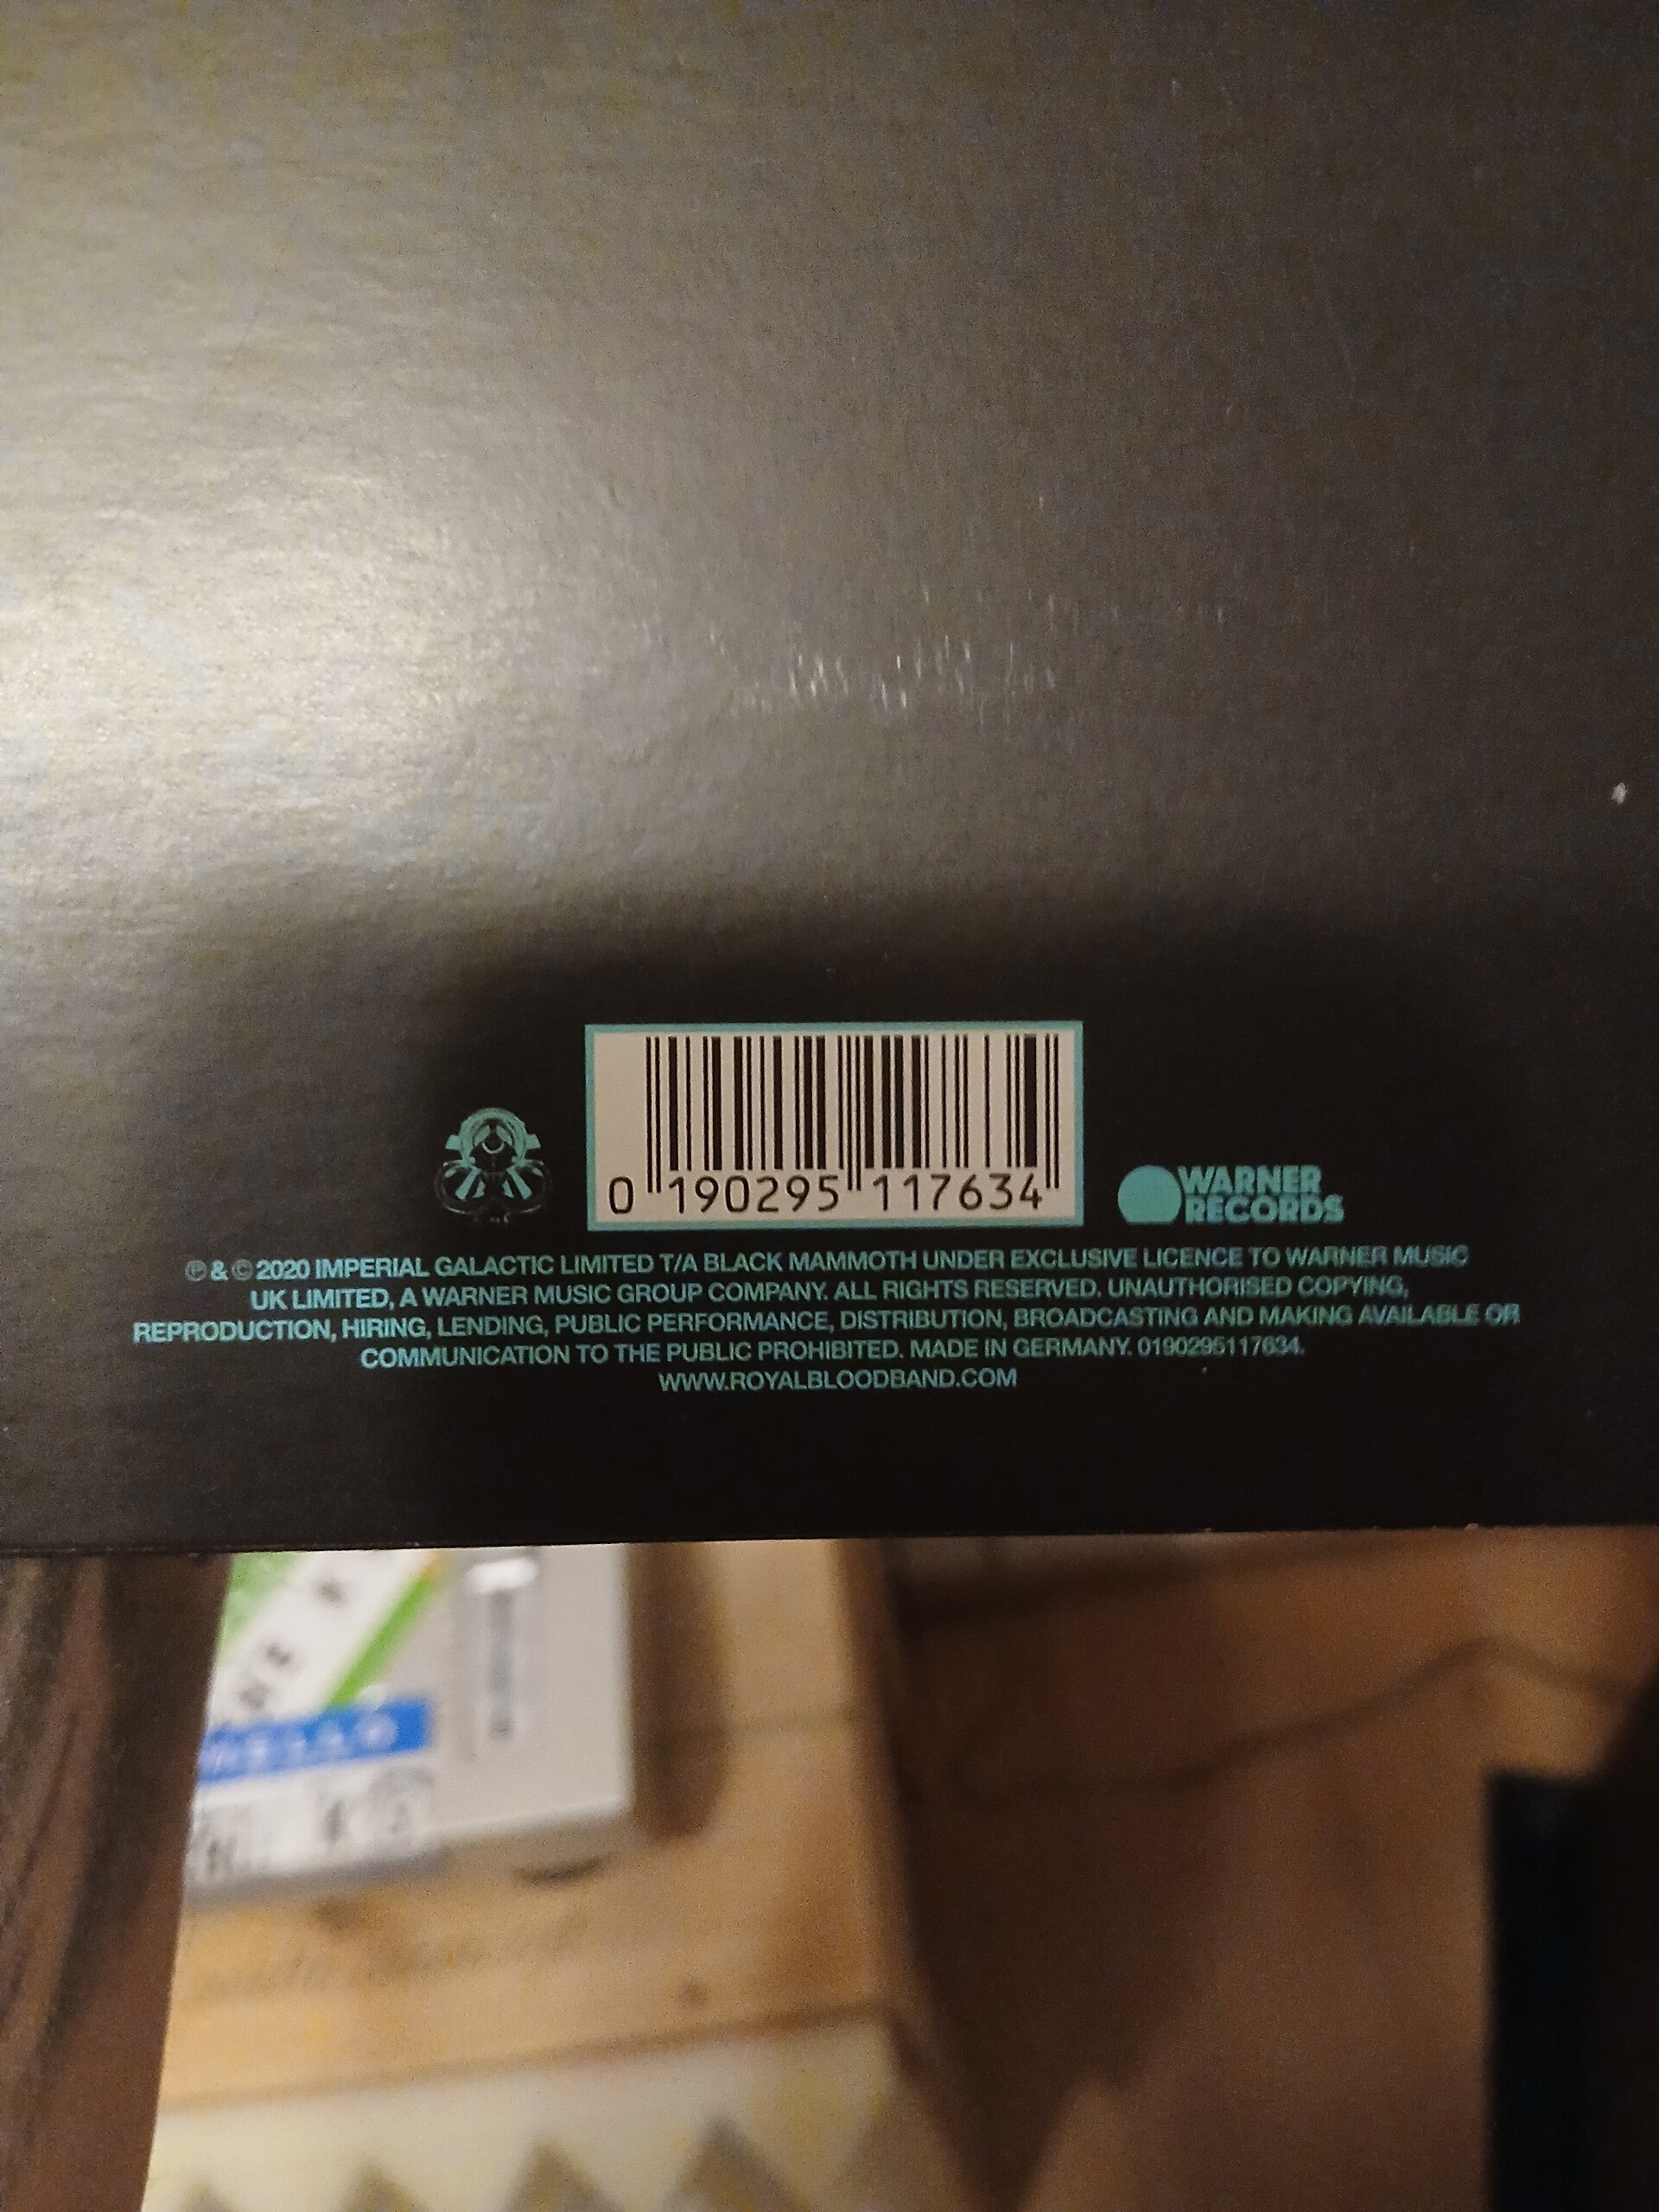 0 190295 117634
WARNER
RECORDS
℗ & © 2020 IMPERIAL GALACTIC LIMITED T/A BLACK MAMMOTH UNDER EXCLUSIVE LICENCE TO WARNER MUSIC
UK LIMITED, A WARNER MUSIC GROUP COMPANY. ALL RIGHTS RESERVED. UNAUTHORISED COPYING,
REPRODUCTION, HIRING, LENDING, PUBLIC PERFORMANCE, DISTRIBUTION, BROADCASTING AND MAKING AVAILABLE OR
COMMUNICATION TO THE PUBLIC PROHIBITED. MADE IN GERMANY. 0190295117634.
WWW.ROYALBLOODBAND.COM